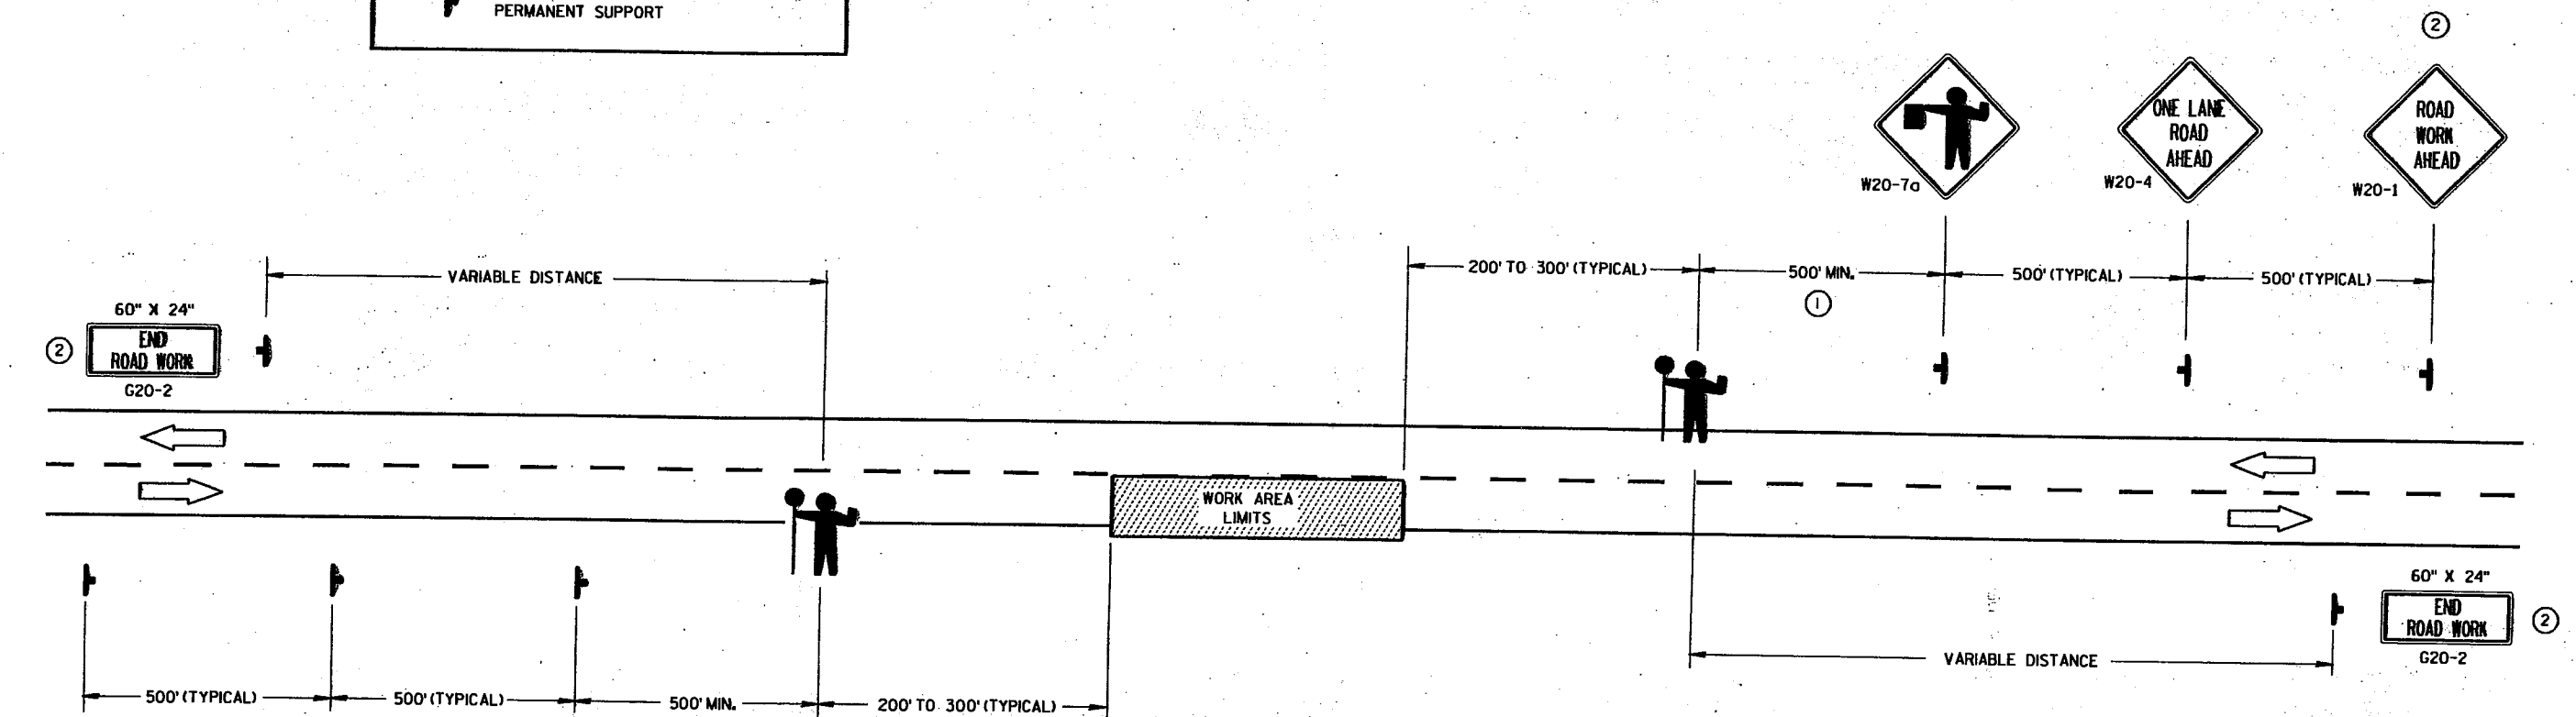 PERMANENT SUPPORT
2
ONE LANE
ROAD
AHEAD
ROAD
WORK
AHEAD
W20-7a
W20-4
W20-1
VARIABLE DISTANCE
200' TO 300' (TYPICAL)
500' MIN.
500' (TYPICAL)
500' (TYPICAL)
1
60" X 24"
2
END
ROAD WORK
G20-2
WORK AREA
LIMITS
60" X 24"
END
ROAD WORK
2
G20-2
VARIABLE DISTANCE
500' (TYPICAL)
500' (TYPICAL)
500' MIN.
200' TO 300' (TYPICAL)